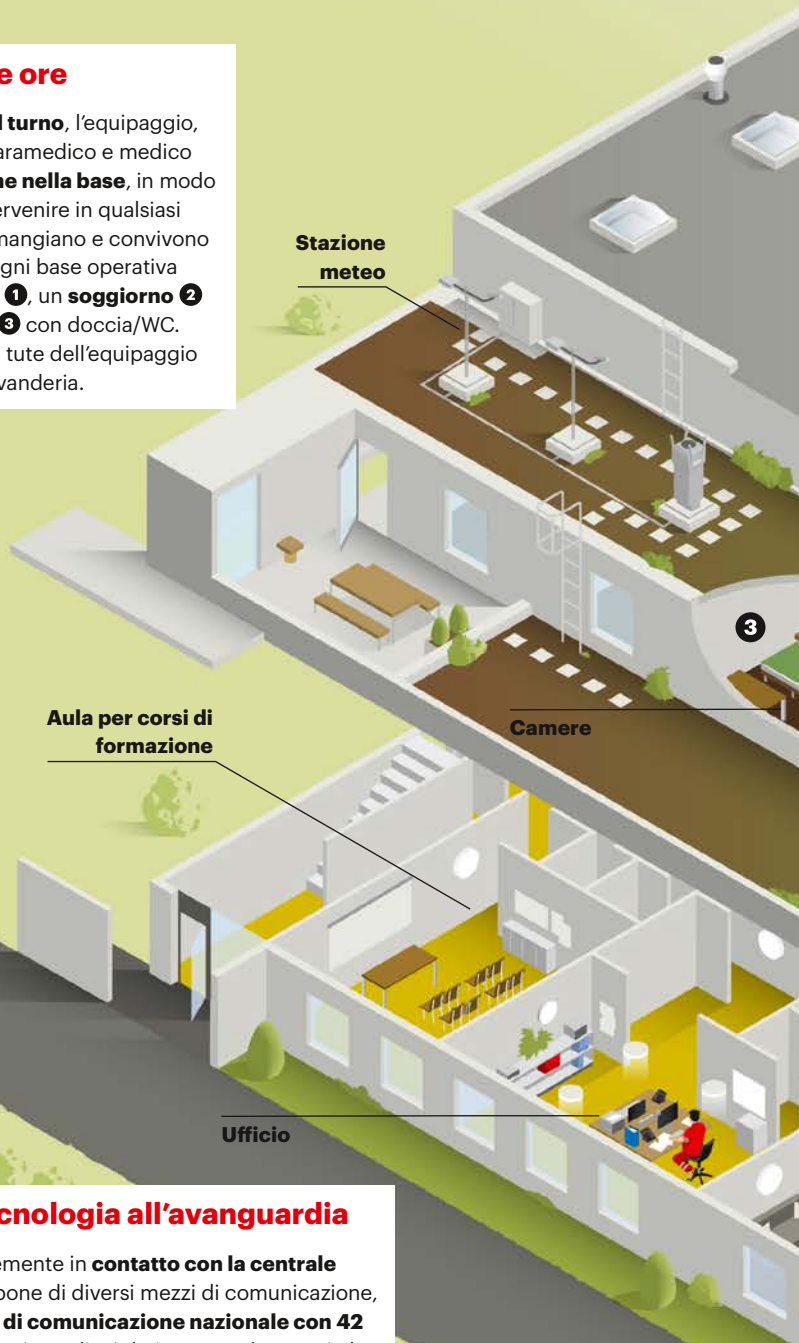 e ore
turno, l'equipaggio,
aramedico e medico
ne nella base, in modo
ervenire in qualsiasi
mangiano e convivono
gni base operativa
1, un soggiorno 2
3 con doccia/WC.
tute dell'equipaggio
vanderia.
Stazione
meteo
3
Aula per corsi di
formazione
Camere
Ufficio
cnologia all'avanguardia
emente in contatto con la centrale
pone di diversi mezzi di comunicazione,
di comunicazione nazionale con 42